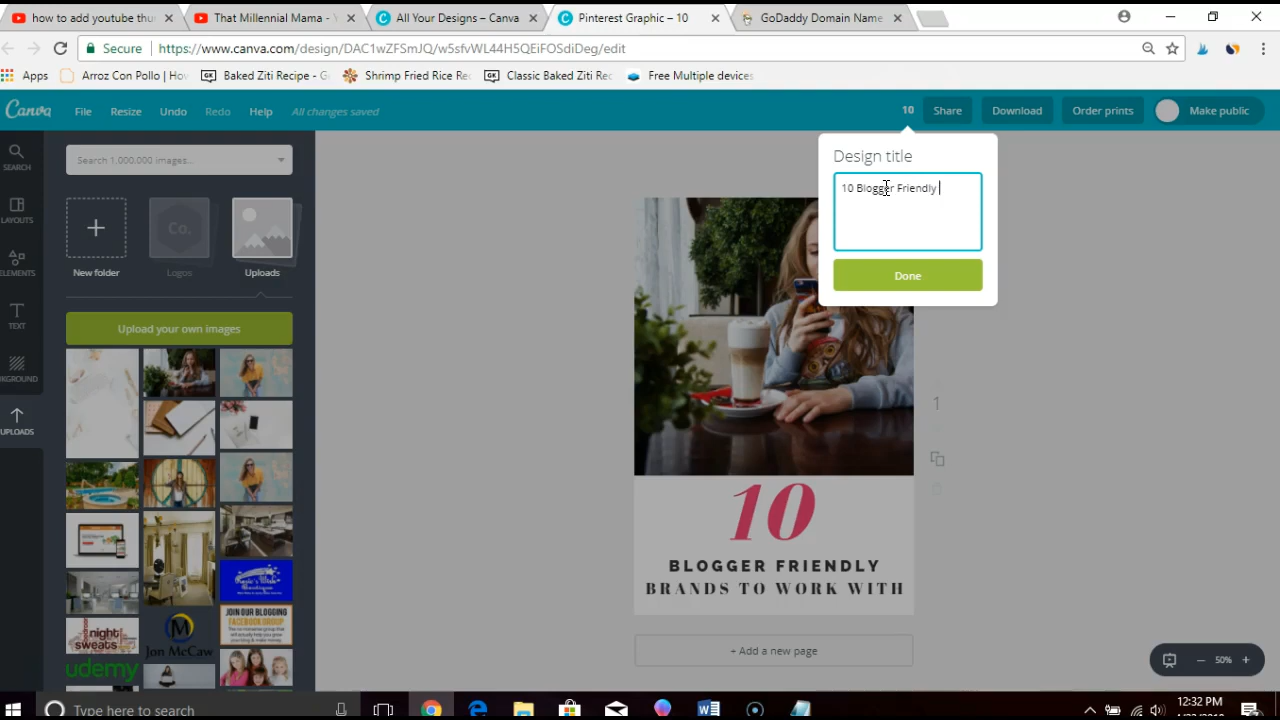 how to add youtube thu
That Millennial Mama - Y
All Your Designs – Canva
Pinterest Graphic – 10
GoDaddy Domain Name
Secure
https://www.canva.com/design/DAC1wZFSmJQ/w5sfvWL44H5QEiFOSdiDeg/edit
Apps
Arroz Con Pollo | Hov
Baked Ziti Recipe - G
Shrimp Fried Rice Rec
Classic Baked Ziti Rec
Free Multiple devices
Canva
File
Resize
Undo
Redo
Help
All changes saved
10
Share
Download
Order prints
Make public
SEARCH
LAYOUTS
ELEMENTS
TEXT
BKGROUND
UPLOADS
Search 1,000,000 images...
Co.
New folder
Logos
Uploads
Upload your own images
night
sweats
udemy
Jon McCaw
JOIN OUR BLOGGING
FACEBOOK GROUP
Design title
10 Blogger Friendly
Done
10
BLOGGER FRIENDLY
BRANDS TO WORK WITH
1
+ Add a new page
50%
Type here to search
12:32 PM